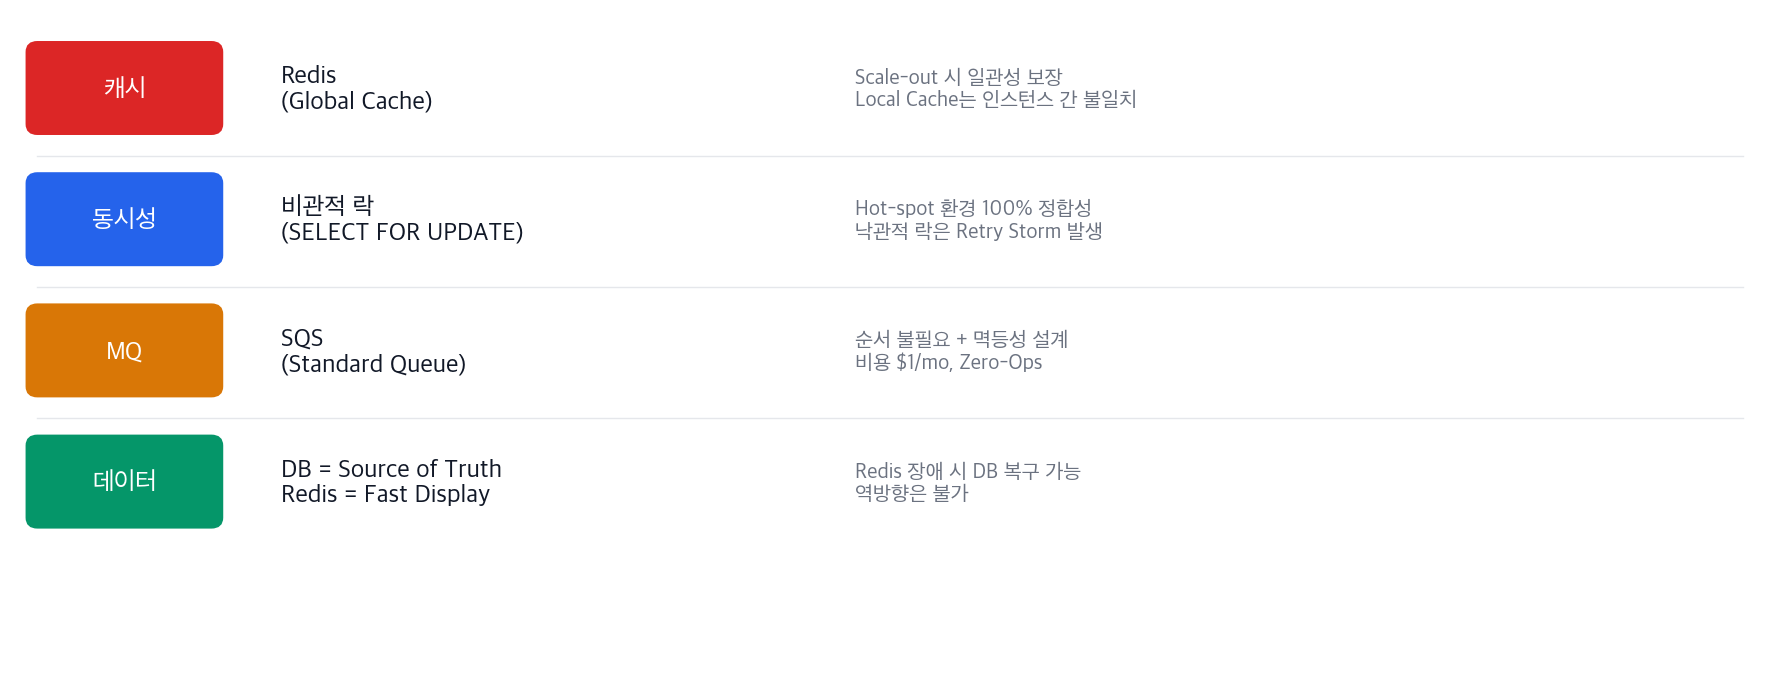 캐시
Redis
(Global Cache)
Scale-out 시 일관성 보장
Local Cache는 인스턴스 간 불일치
동시성
비관적 락
(SELECT FOR UPDATE)
Hot-spot 환경 100% 정합성
낙관적 락은 Retry Storm 발생
MQ
SQS
(Standard Queue)
순서 불필요 + 멱등성 설계
비용 $1/mo, Zero-Ops
데이터
DB = Source of Truth
Redis = Fast Display
Redis 장애 시 DB 복구 가능
역방향은 불가